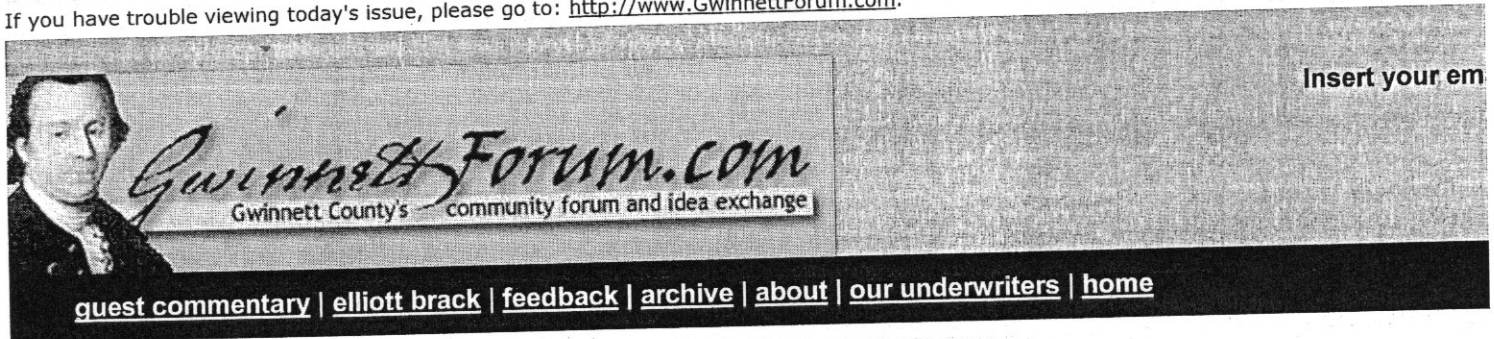 If you have trouble viewing today's issue, please go to: http://www.GwinnettForum.com.
Insert your em
GwinnettForum.com
Gwinnett County's community forum and idea exchange
guest commentary | elliott brack | feedback | archive | about | our underwriters | home